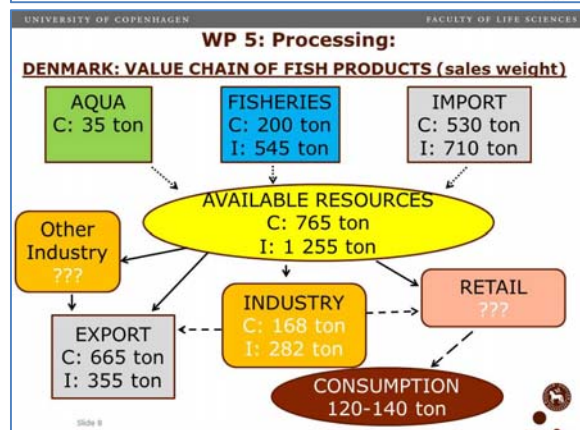 UNIVERSITY OF COPENHAGEN
FACULTY OF LIFE SCIENCES
WP 5: Processing:
DENMARK: VALUE CHAIN OF FISH PRODUCTS (sales weight)
AQUA
C: 35 ton
FISHERIES
C: 200 ton
I: 545 ton
IMPORT
C: 530 ton
I: 710 ton
AVAILABLE RESOURCES
C: 765 ton
I: 1 255 ton
Other
Industry
???
INDUSTRY
C: 168 ton
I: 282 ton
RETAIL
???
EXPORT
C: 665 ton
I: 355 ton
CONSUMPTION
120-140 ton
Slide 8